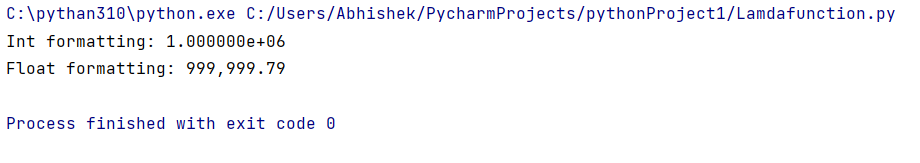 C:\pythan310\python.exe C:/Users/Abhishek/PycharmProjects/pythonProject1/Lamdafunction.py
Int formatting: 1.000000e+06
Float formatting: 999,999.79
Process finished with exit code 0